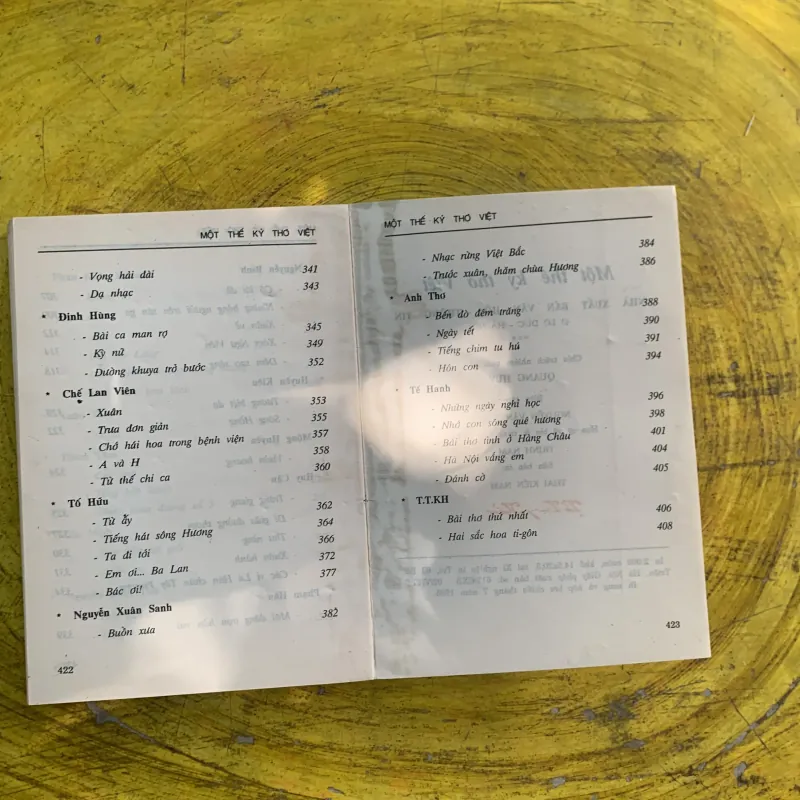 MỘT THẾ KỶ THƠ VIỆT
- Vọng hải đài 341
- Dạ nhạc 343
• Đinh Hùng
- Bài ca man rợ 345
- Kỳ nữ 349
- Đường khuya trở bước 352
• Chế Lan Viên 353
- Xuân 355
- Trưa đơn giản 357
- Chở hái hoa trong bệnh viện 358
- A và H 360
- Từ thế chi ca
• Tố Hữu
- Từ ấy 362
- Tiếng hát sông Hương 364
- Ta đi tới 366
- Em ơi... Ba Lan 372
- Bác ơi! 377
• Nguyễn Xuân Sanh
- Buồn xưa 382
422
MỘT THẾ KỶ THƠ VIỆT
- Nhạc rừng Việt Bắc 384
- Trước xuân, thăm chùa Hương 386
• Anh Thơ
- Bến đò đêm trăng 388
- Ngày tết 390
- Tiếng chim tu hú 391
- Hòn con 394
• Tế Hanh
- Những ngày nghỉ học 396
- Nhớ con sông quê hương 398
- Bài thơ tình ở Hàng Châu 401
- Hà Nội vắng em 404
- Đánh cờ 405
• T.T.KH
- Bài thơ thứ nhất 406
- Hai sắc hoa ti-gôn 408
423